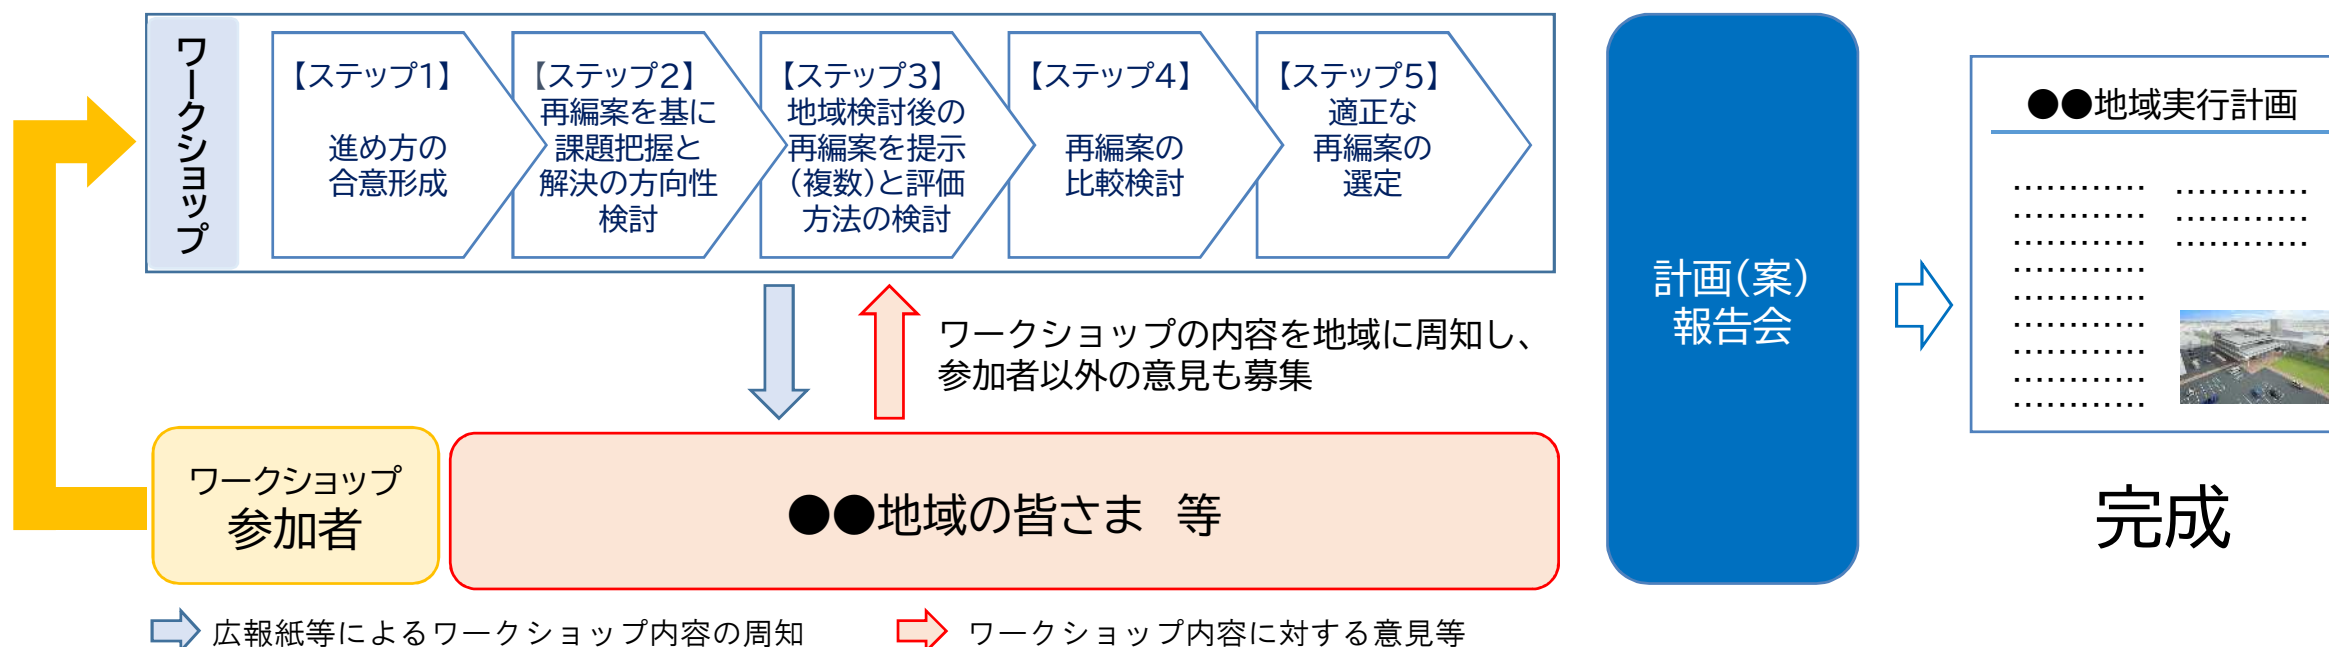 ワークショップ
【ステップ1】
進め方の
合意形成
【ステップ2】
再編案を基に
課題把握と
解決の方向性
検討
【ステップ3】
地域検討後の
再編案を提示
（複数）と評価
方法の検討
【ステップ4】
再編案の
比較検討
【ステップ5】
適正な
再編案の
選定
ワークショップの内容を地域に周知し、
参加者以外の意見も募集
ワークショップ
参加者
●●地域の皆さま　等
計画（案）
報告会
●●地域実行計画
…………
…………
…………
…………
…………
…………
…………
…………
…………
…………
…………
…………
完成
広報紙等によるワークショップ内容の周知
ワークショップ内容に対する意見等